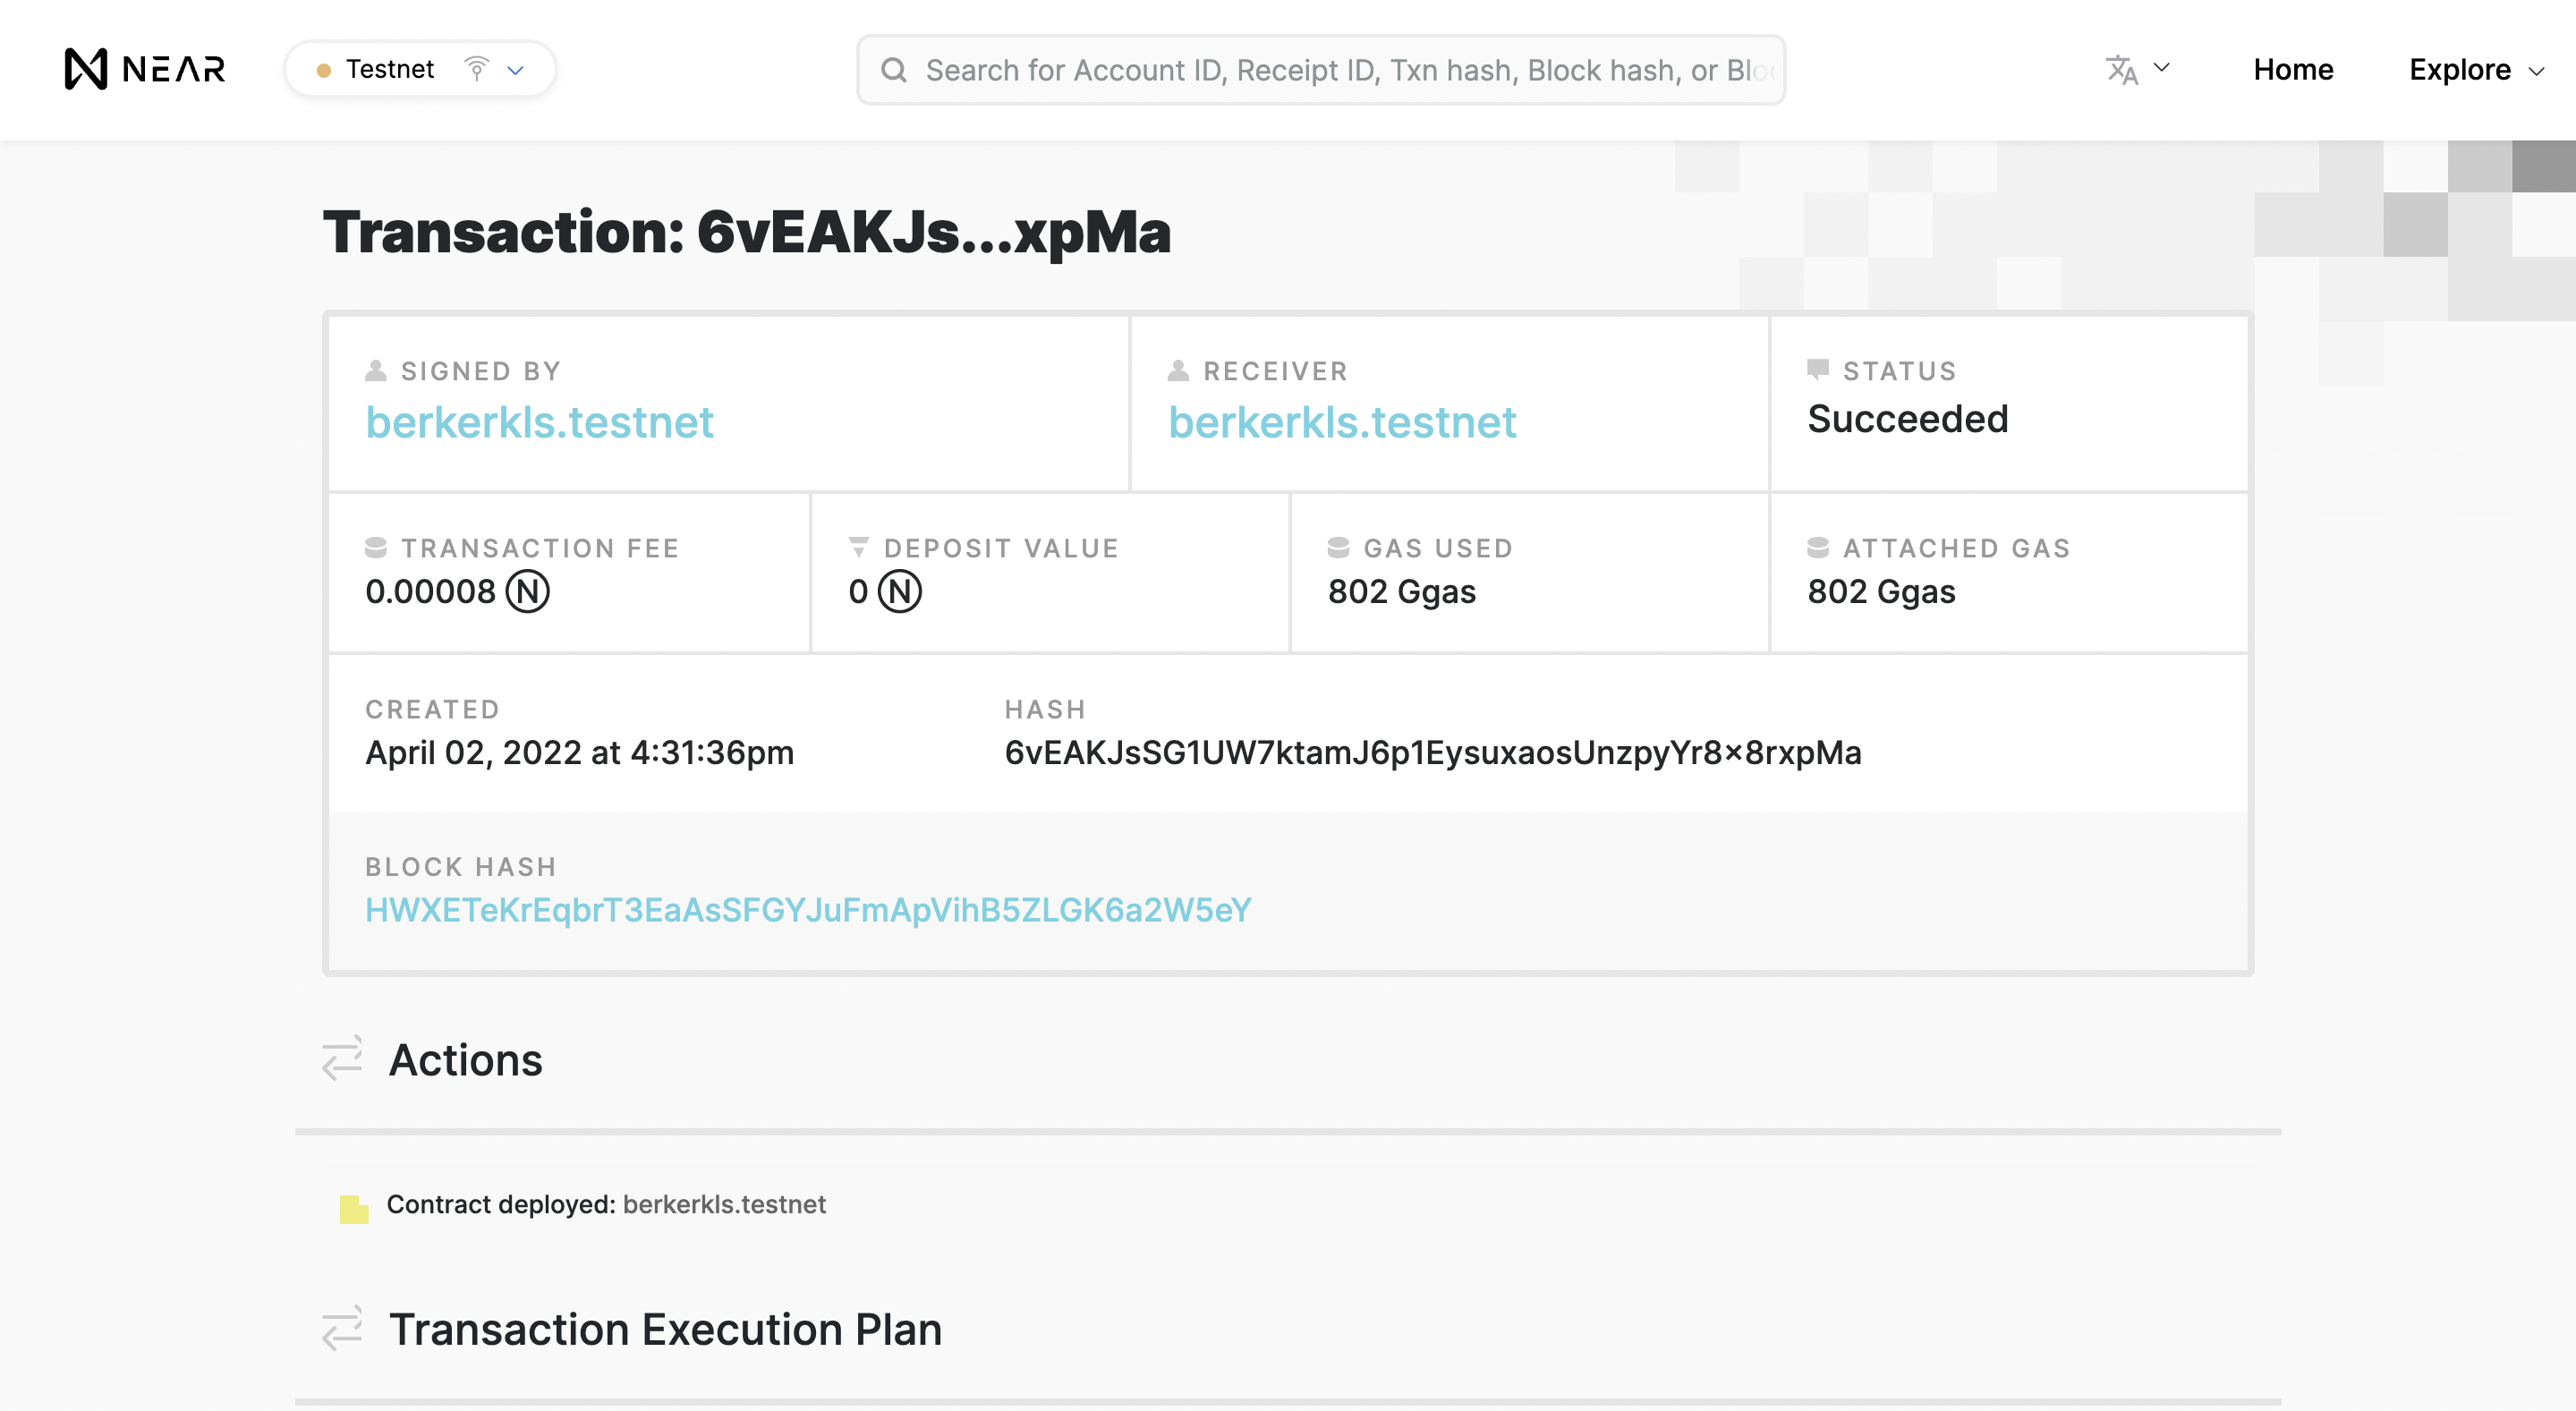 NEAR
Testnet
Search for Account ID, Receipt ID, Txn hash, Block hash, or Blo
Home
Explore
Transaction: 6vEAKJs...xpMa
SIGNED BY
berkerkls.testnet
RECEIVER
berkerkls.testnet
STATUS
Succeeded
TRANSACTION FEE
0.00008 Ⓝ
DEPOSIT VALUE
0 Ⓝ
GAS USED
802 Ggas
ATTACHED GAS
802 Ggas
CREATED
April 02, 2022 at 4:31:36pm
HASH
6vEAKJsSG1UW7ktamJ6p1EysuxaosUnzpyYr8×8rxpMa
BLOCK HASH
HWXETeKrEqbrT3EaAsSFGYJuFmApVihB5ZLGK6a2W5eY
Actions
Contract deployed: berkerkls.testnet
Transaction Execution Plan